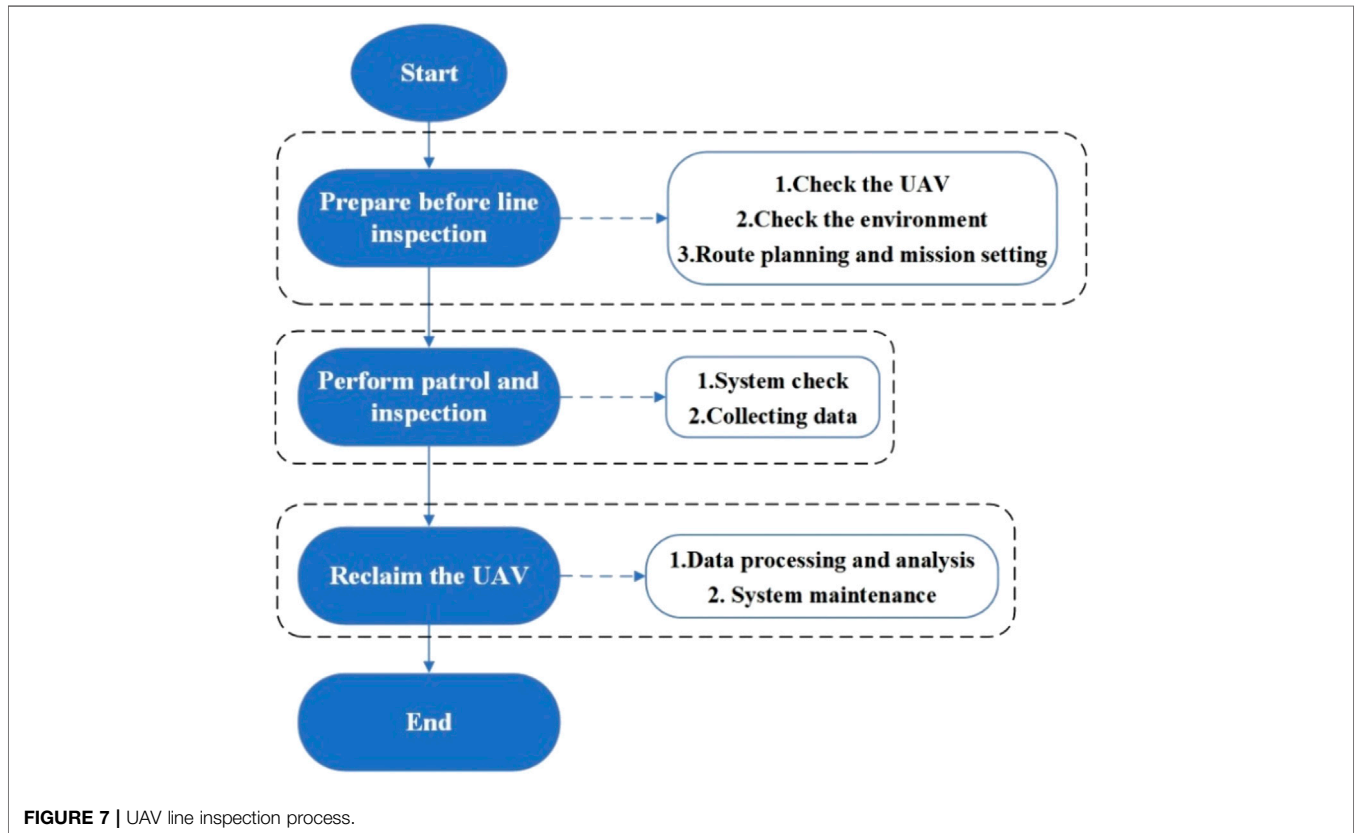 Start
Prepare before line
inspection
1.Check the UAV
2.Check the environment
3.Route planning and mission setting
Perform patrol and
inspection
1.System check
2.Collecting data
Reclaim the UAV
1.Data processing and analysis
2. System maintenance
End
FIGURE 7 | UAV line inspection process.